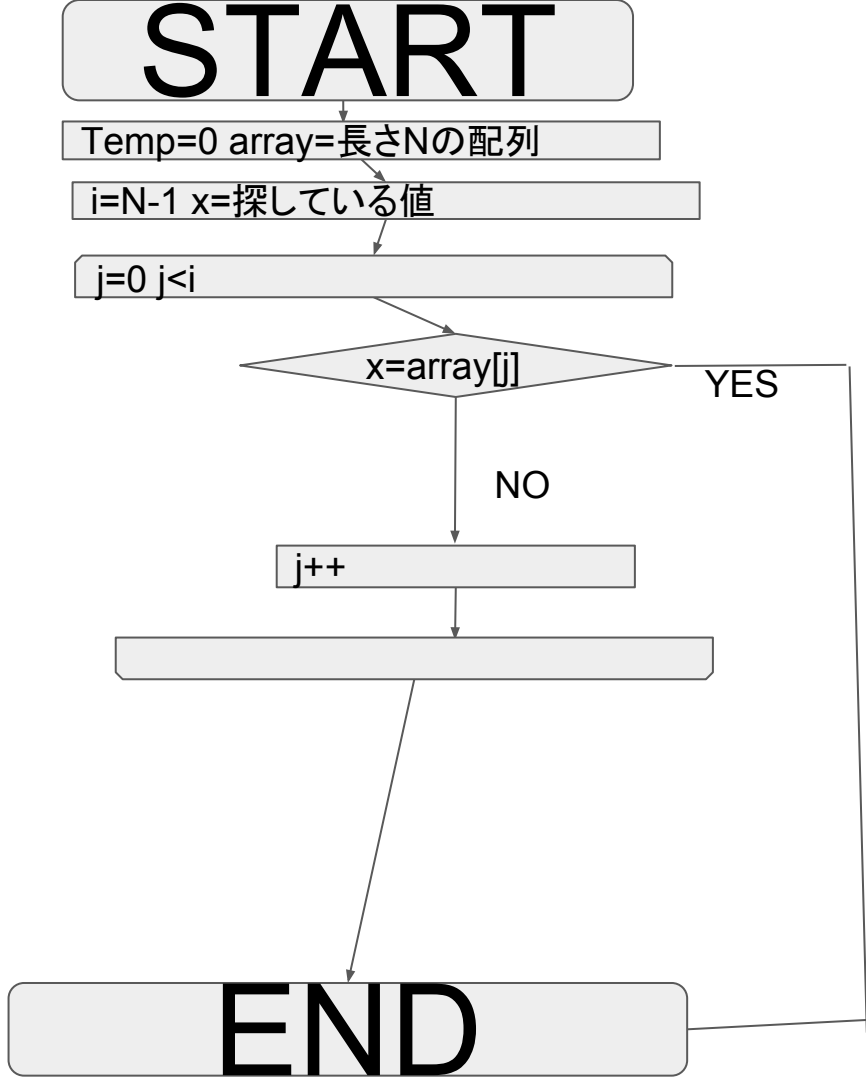 START
Temp=0 array=長さNの配列
i=N-1 x=探している値
j=0 j<i
x=array[j]
YES
NO
j++
END